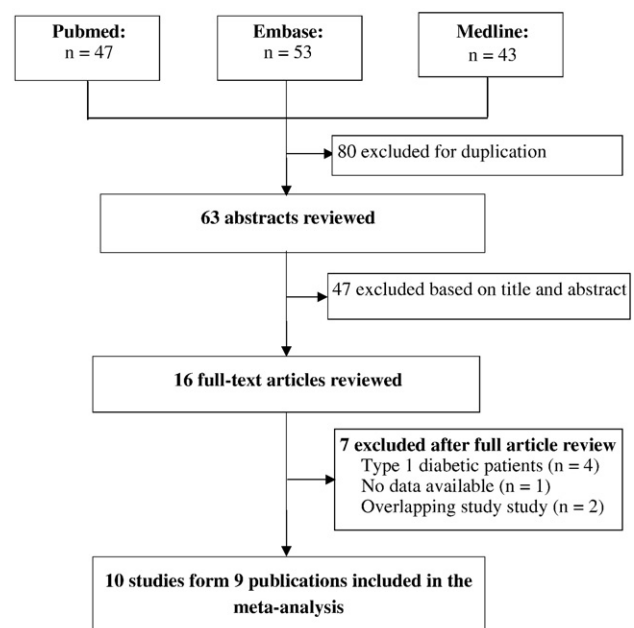 Pubmed:
n = 47
Embase:
n = 53
Medline:
n = 43
80 excluded for duplication
63 abstracts reviewed
47 excluded based on title and abstract
16 full-text articles reviewed
7 excluded after full article review
Type 1 diabetic patients (n = 4)
No data available (n = 1)
Overlapping study study (n = 2)
10 studies form 9 publications included in the
meta-analysis